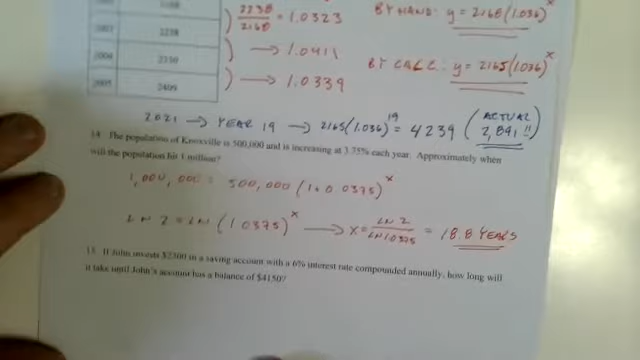 2168
2238/2168 = 1.0323
BY HAND: y = 2168(1.036)^x
2003 2238
→ 1.0411
2004 2330
BY CALC: y = 2165(1.036)^x
2005 2409
→ 1.0339
2021 → YEAR 19 → 2165(1.036)^19 = 4239 (ACTUAL 2,841!!)
14. The population of Knoxville is 500,000 and is increasing at 3.75% each year. Approximately when
will the population hit 1 million?
1,000,000 = 500,000 (1+0.0375)^x
LN 2 = LN (1.0375)^x → x = LN 2/LN 1.0375 = 18.8 YEARS
15. If John invests $2300 in a saving account with a 6% interest rate compounded annually, how long will
it take until John's account has a balance of $4150?